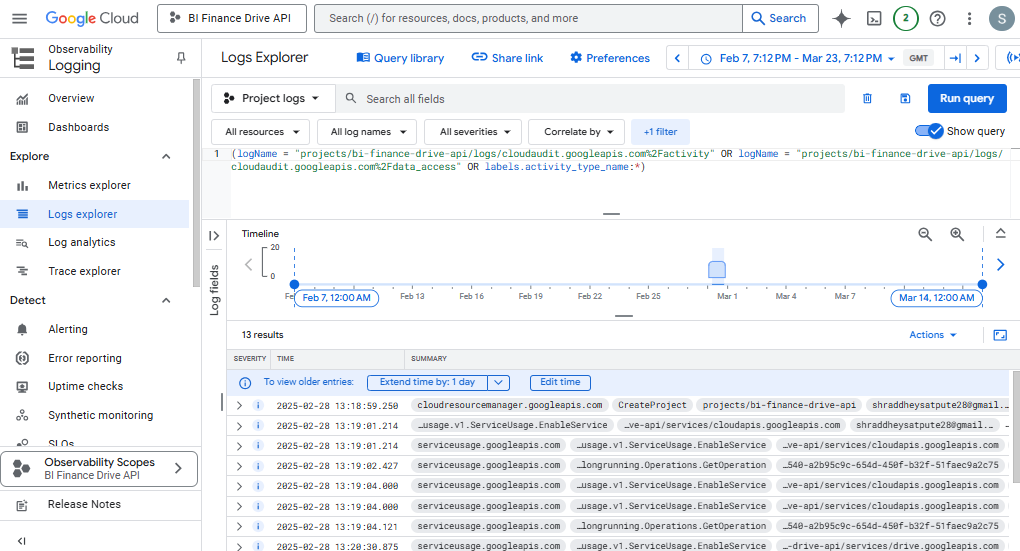 Google Cloud
BI Finance Drive API
Search (/) for resources, docs, products, and more
Search
2
S
Observability
Logging
Overview
Dashboards
Explore
Metrics explorer
Logs explorer
Log analytics
Trace explorer
Detect
Alerting
Error reporting
Uptime checks
Synthetic monitoring
SLOs
Observability Scopes
BI Finance Drive API
Release Notes
Logs Explorer
Query library
Share link
Preferences
Feb 7, 7:12 PM - Mar 23, 7:12 PM
GMT
Project logs
Search all fields
Run query
All resources
All log names
All severities
Correlate by
+1 filter
Show query
1 (logName = "projects/bi-finance-drive-api/logs/cloudaudit.googleapis.com%2Factivity" OR logName = "projects/bi-finance-drive-api/logs/
cloudaudit.googleapis.com%2Fdata_access" OR labels.activity_type_name:*)
Log fields
Timeline
20
0
Fe
Feb 7, 12:00 AM
Feb 13
Feb 16
Feb 19
Feb 22
Feb 25
Mar 1
Mar 4
Mar 7
Mar 14, 12:00 AM
13 results
Actions
SEVERITY TIME SUMMARY
To view older entries: Extend time by: 1 day Edit time
2025-02-28 13:18:59.250 cloudresourcemanager.googleapis.com CreateProject projects/bi-finance-drive-api shraddheysatpute28@gmail...
2025-02-28 13:19:01.214 …usage.v1.ServiceUsage.EnableService …ve-api/services/cloudapis.googleapis.com shraddheysatpute28@gmail...
2025-02-28 13:19:01.214 serviceusage.googleapis.com …usage.v1.ServiceUsage.EnableService …ve-api/services/cloudapis.googleapis.com
2025-02-28 13:19:02.427 serviceusage.googleapis.com …longrunning.Operations.GetOperation …540-a2b95c9c-654d-450f-b32f-51faec9a2c75
2025-02-28 13:19:04.000 serviceusage.googleapis.com …usage.v1.ServiceUsage.EnableService …ve-api/services/cloudapis.googleapis.com
2025-02-28 13:19:04.000 serviceusage.googleapis.com …usage.v1.ServiceUsage.EnableService …ve-api/services/cloudapis.googleapis.com
2025-02-28 13:19:04.121 serviceusage.googleapis.com …longrunning.Operations.GetOperation …540-a2b95c9c-654d-450f-b32f-51faec9a2c75
2025-02-28 13:20:30.875 serviceusage.googleapis.com …usage.v1.ServiceUsage.EnableService …-drive-api/services/drive.googleapis.com